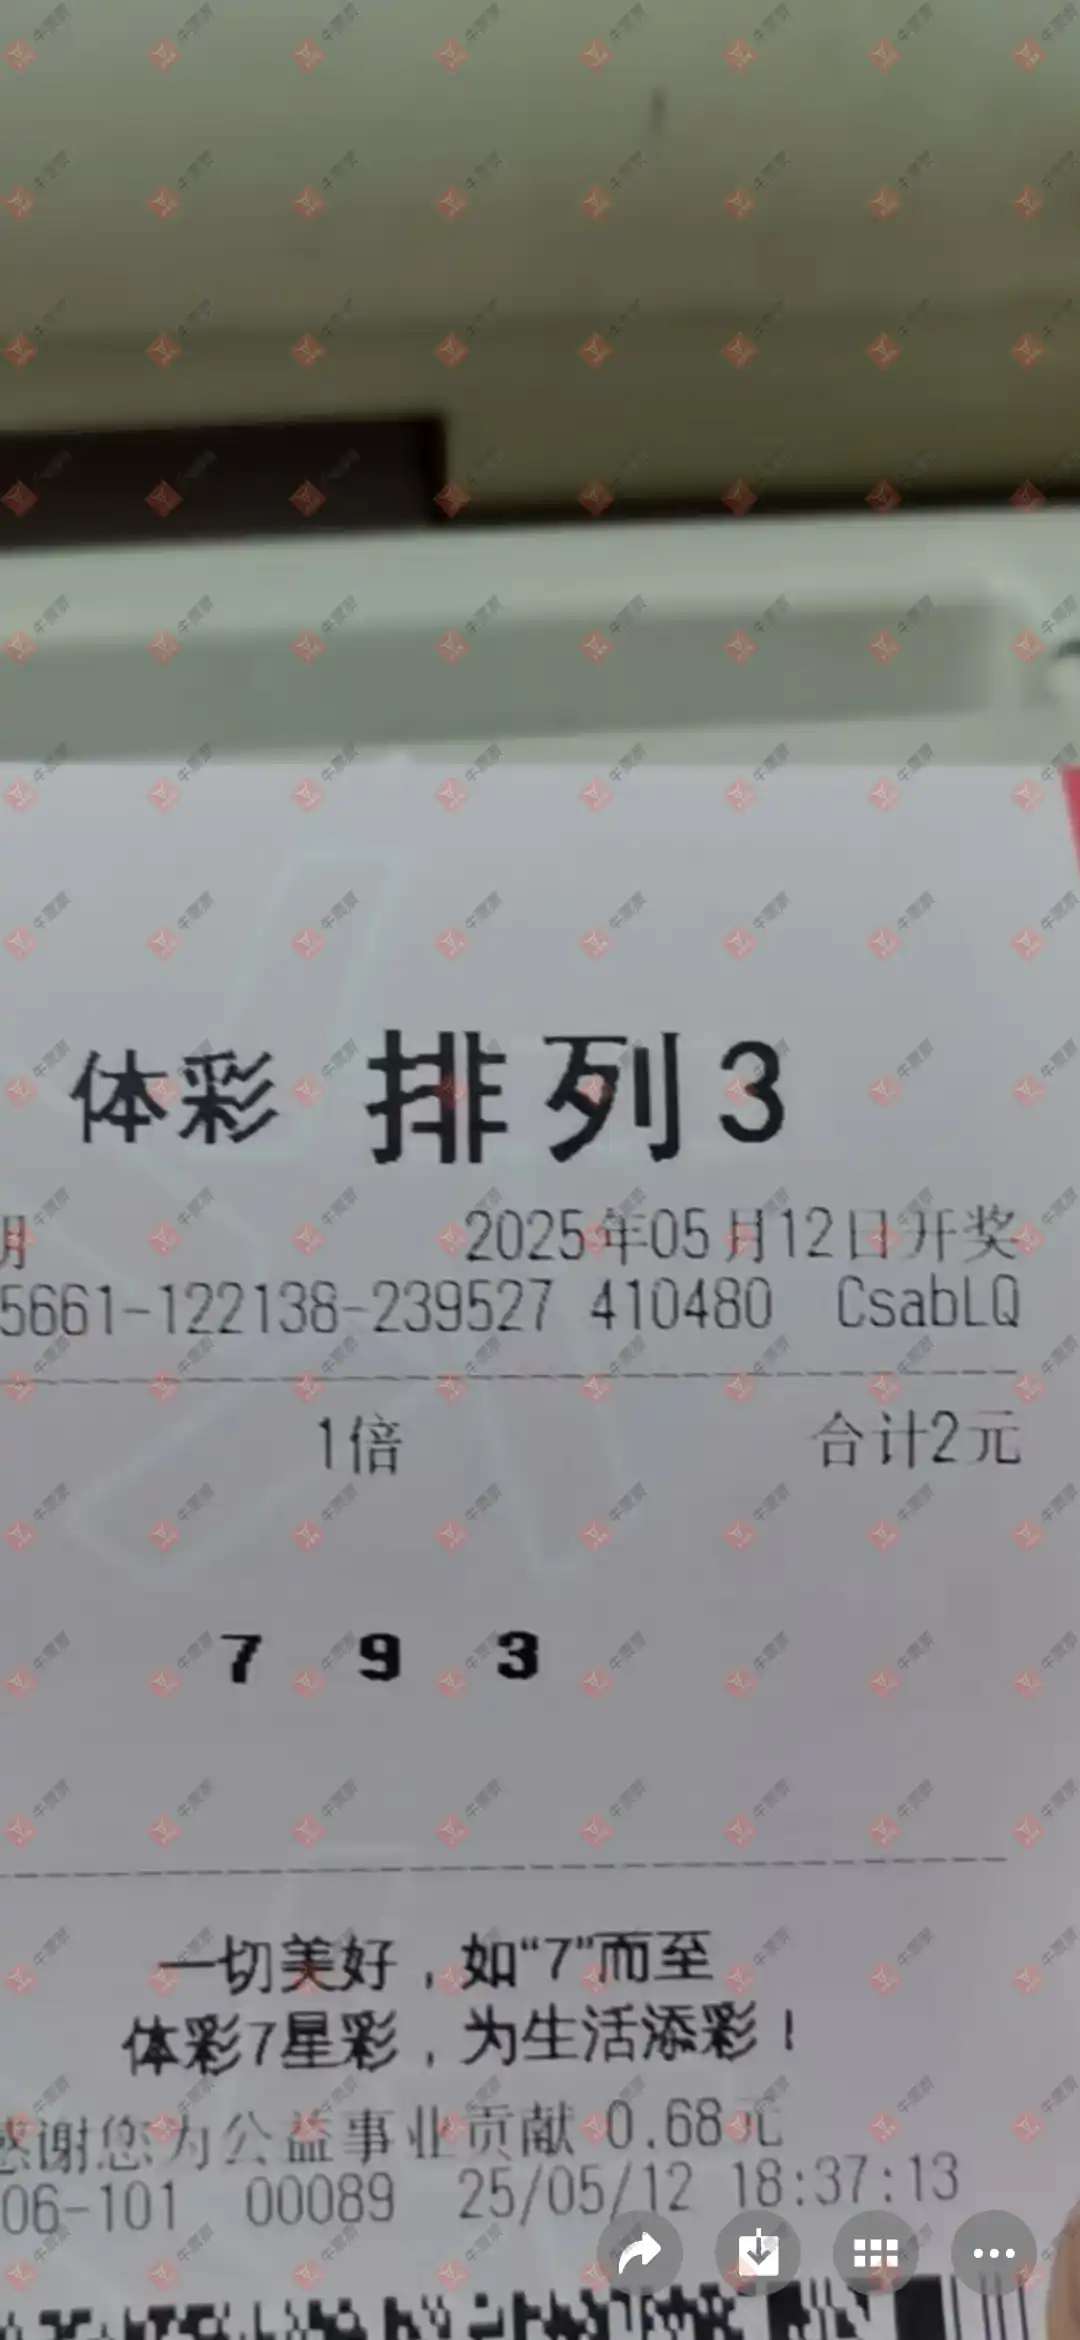 体彩 排列3
2025年05月12日开奖
5661-122138-239527 410480 CsabLQ
1倍 合计2元
7 9 3
一切美好，如“7”而至
体彩7星彩，为生活添彩！
感谢您为公益事业贡献 0.68元
06-101 00089 25/05/12 18:37:13